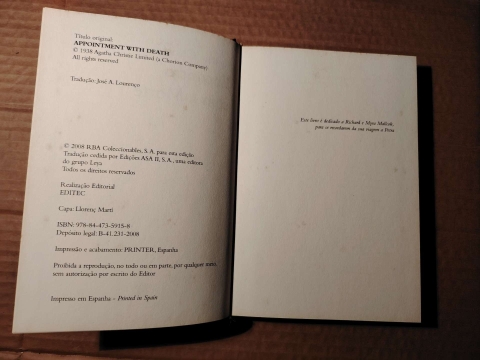 Título original:
APPOINTMENT WITH DEATH
© 1938 Agatha Christie Limited (a Chorion Company)
All rights reserved
Tradução: José A. Lourenço
© 2008 RBA Coleccionables, S. A. para esta edição
Tradução cedida por Edições ASA II, S.A., uma editora
do grupo Leya
Todos os direitos reservados
Realização Editorial
EDITEC
Capa: Llorenç Martí
ISBN: 978-84-473-5915-8
Depósito legal: B-41.231-2008
Impressão e acabamento: PRINTER, Espanha
Proibida a reprodução, no todo ou em parte, por qualquer meio,
sem autorização por escrito do Editor
Impresso em Espanha – Printed in Spain
Este livro é dedicado a Richard e Myra Mallock,
para os recordarem da sua viagem a Petra